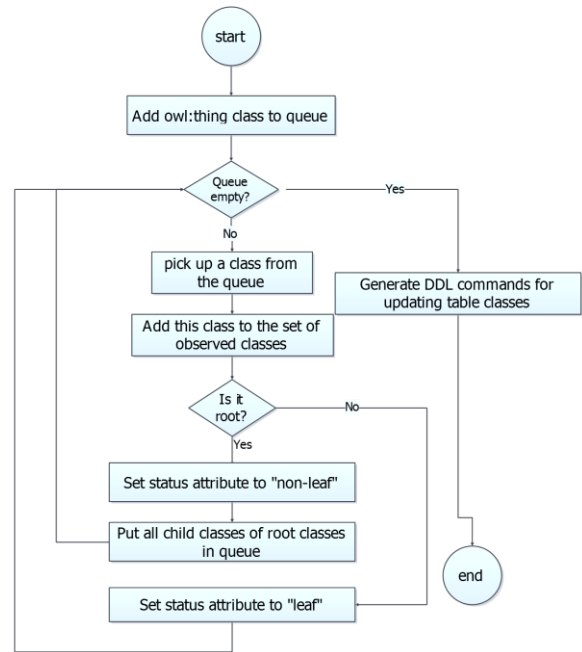 start
Add owl:thing class to queue
Queue
empty?
Yes
No
pick up a class from
the queue
Generate DDL commands for
updating table classes
Add this class to the set of
observed classes
Is it
root?
No
Yes
Set status attribute to "non-leaf"
Put all child classes of root classes
in queue
end
Set status attribute to "leaf"